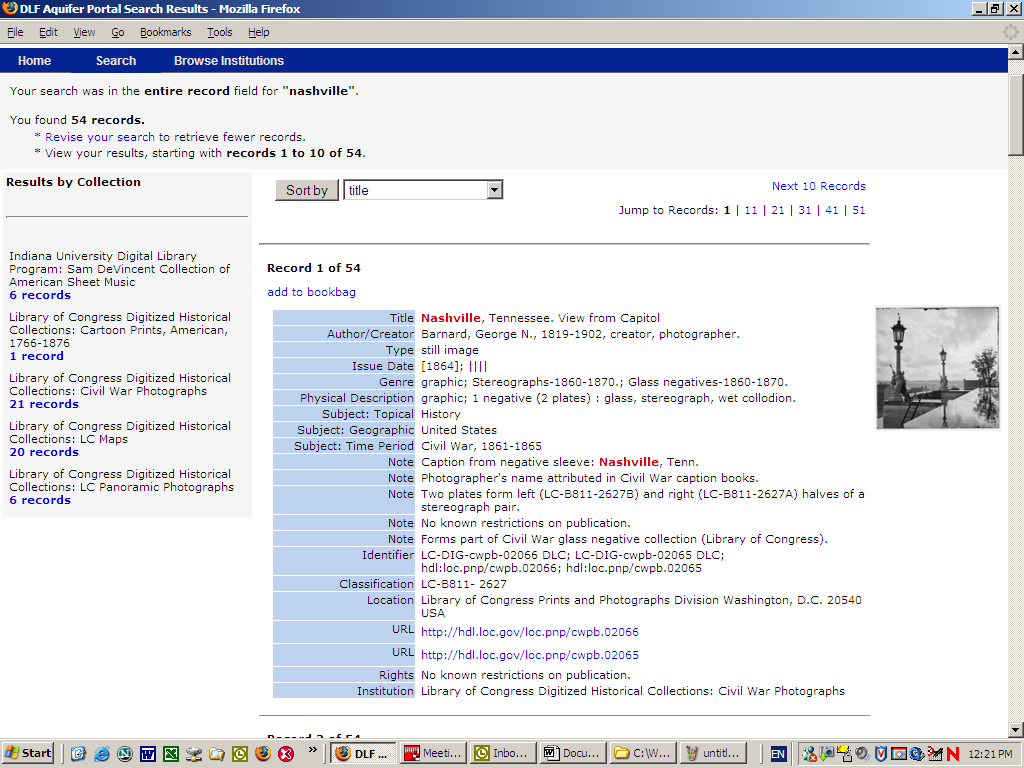 DLF Aquifer Portal Search Results - Mozilla Firefox
File Edit View Go Bookmarks Tools Help
Home Search Browse Institutions
Your search was in the entire record field for "nashville".
You found 54 records.
* Revise your search to retrieve fewer records.
* View your results, starting with records 1 to 10 of 54.
Results by Collection
Indiana University Digital Library
Program: Sam DeVincent Collection of
American Sheet Music
6 records
Library of Congress Digitized Historical
Collections: Cartoon Prints, American,
1766-1876
1 record
Library of Congress Digitized Historical
Collections: Civil War Photographs
21 records
Library of Congress Digitized Historical
Collections: LC Maps
20 records
Library of Congress Digitized Historical
Collections: LC Panoramic Photographs
6 records
Sort by title
Next 10 Records
Jump to Records: 1 | 11 | 21 | 31 | 41 | 51
Record 1 of 54
add to bookbag
Title Nashville, Tennessee. View from Capitol
Author/Creator Barnard, George N., 1819-1902, creator, photographer.
Type still image
Issue Date [1864]; ||||
Genre graphic; Stereographs-1860-1870.; Glass negatives-1860-1870.
Physical Description graphic; 1 negative (2 plates) : glass, stereograph, wet collodion.
Subject: Topical History
Subject: Geographic United States
Subject: Time Period Civil War, 1861-1865
Note Caption from negative sleeve: Nashville, Tenn.
Note Photographer's name attributed in Civil War caption books.
Note Two plates form left (LC-B811-2627B) and right (LC-B811-2627A) halves of a
stereograph pair.
Note No known restrictions on publication.
Note Forms part of Civil War glass negative collection (Library of Congress).
Identifier LC-DIG-cwpb-02066 DLC; LC-DIG-cwpb-02065 DLC;
hdl:loc.pnp/cwpb.02066; hdl:loc.pnp/cwpb.02065
Classification LC-B811- 2627
Location Library of Congress Prints and Photographs Division Washington, D.C. 20540
USA
URL http://hdl.loc.gov/loc.pnp/cwpb.02066
URL http://hdl.loc.gov/loc.pnp/cwpb.02065
Rights No known restrictions on publication.
Institution Library of Congress Digitized Historical Collections: Civil War Photographs
Record 2 of 54
Start » DLF ... Meeti... Inbo... Docu... C:\W... untitl... EN 12:21 PM